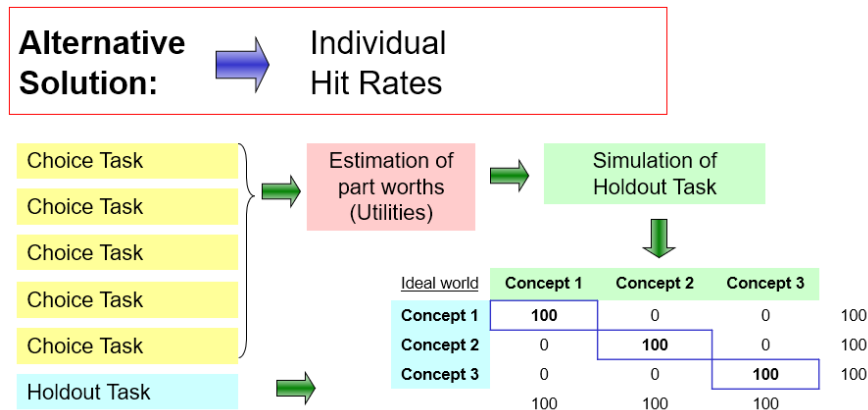 Alternative Solution:
Individual Hit Rates
Choice Task
Choice Task
Choice Task
Choice Task
Choice Task
Holdout Task
Estimation of
part worths
(Utilities)
Simulation of
Holdout Task
Ideal world Concept 1 Concept 2 Concept 3
Concept 1 100 0 0 100
Concept 2 0 100 0 100
Concept 3 0 0 100 100
100 100 100